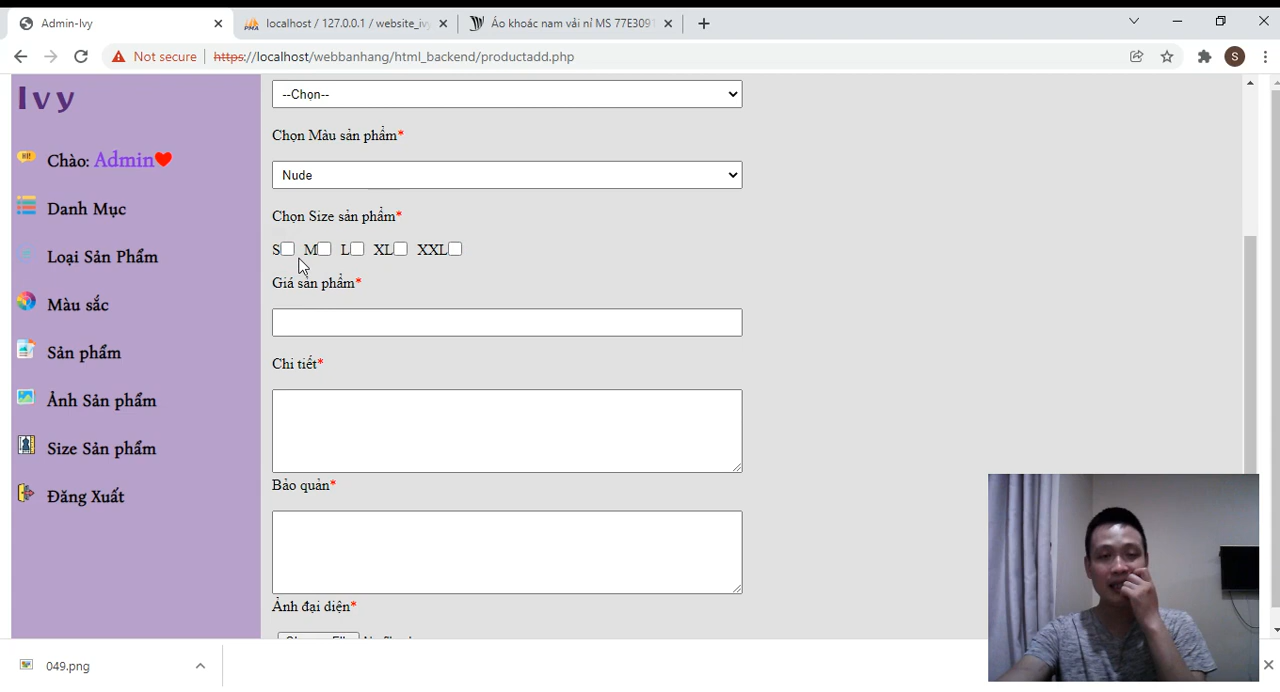 Admin-Ivy
localhost / 127.0.0.1 / website_iv
Áo khoác nam vải nỉ MS 77E3091
Not secure
https://localhost/webbanhang/html_backend/productadd.php
S
Ivy
Hi!
Chào: Admin
Danh Mục
Loại Sản Phẩm
Màu sắc
Sản phẩm
Ảnh Sản phẩm
Size Sản phẩm
Đăng Xuất
--Chọn--
Chọn Màu sản phẩm*
Nude
Chọn Size sản phẩm*
S M L XL XXL
Giá sản phẩm*
Chi tiết*
Bảo quản*
Ảnh đại diện*
049.png